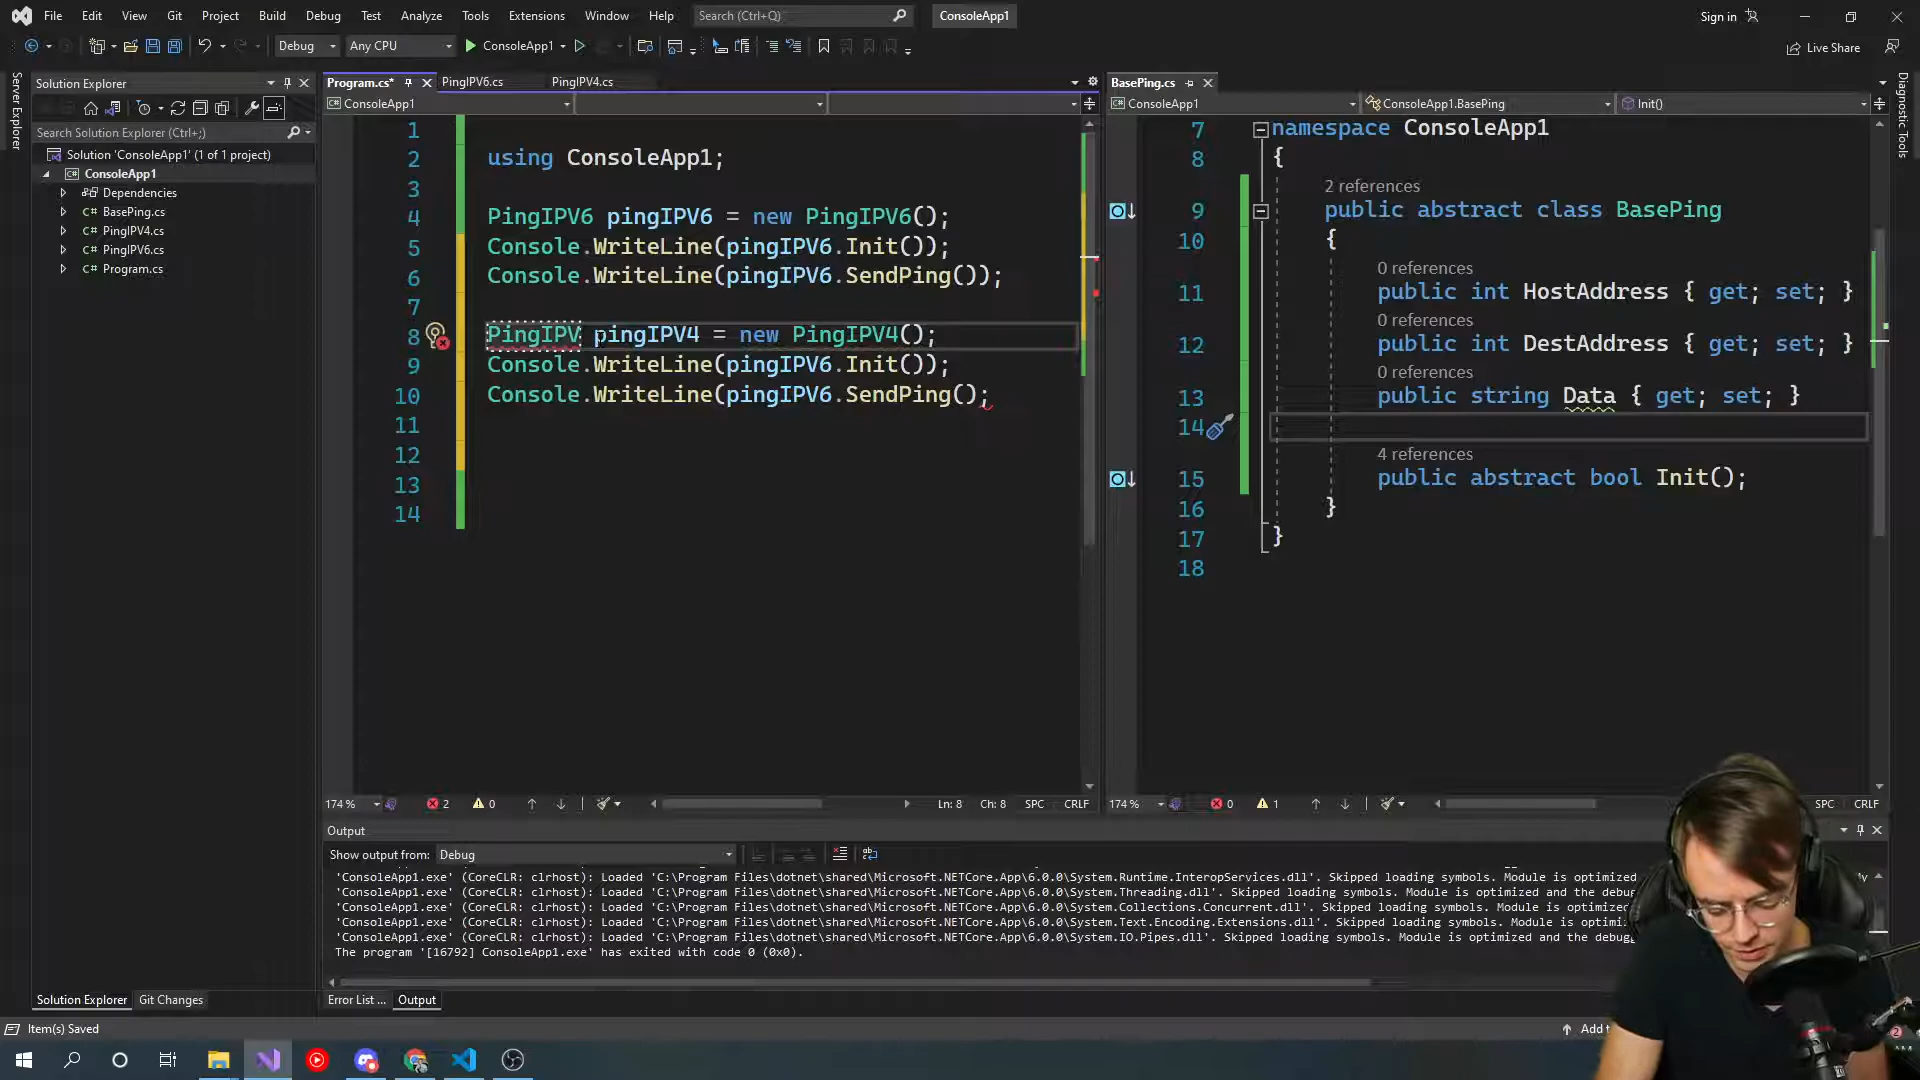 File Edit View Git Project Build Debug Test Analyze Tools Extensions Window Help Search (Ctrl+Q) ConsoleApp1 Sign in
Debug Any CPU ConsoleApp1 Live Share
Server Explorer
Solution Explorer
Search Solution Explorer (Ctrl+;)
Solution 'ConsoleApp1' (1 of 1 project)
ConsoleApp1
Dependencies
C# BasePing.cs
C# PingIPV4.cs
C# PingIPV6.cs
C# Program.cs
Program.cs* PingIPV6.cs PingIPV4.cs
ConsoleApp1
1
2 using ConsoleApp1;
3
4 PingIPV6 pingIPV6 = new PingIPV6();
5 Console.WriteLine(pingIPV6.Init());
6 Console.WriteLine(pingIPV6.SendPing());
7
8 PingIPV pingIPV4 = new PingIPV4();
9 Console.WriteLine(pingIPV6.Init());
10 Console.WriteLine(pingIPV6.SendPing();
11
12
13
14
174 % 2 0 Ln: 8 Ch: 8 SPC CRLF
BasePing.cs
ConsoleApp1 ConsoleApp1.BasePing Init()
7 namespace ConsoleApp1
8 {
2 references
9 public abstract class BasePing
10 {
0 references
11 public int HostAddress { get; set; }
0 references
12 public int DestAddress { get; set; }
0 references
13 public string Data { get; set; }
14
4 references
15 public abstract bool Init();
16 }
17 }
18
174 % 0 1 SPC CRLF
Diagnostic Tools
Output
Show output from: Debug
'ConsoleApp1.exe' (CoreCLR: clrhost): Loaded 'C:\Program Files\dotnet\shared\Microsoft.NETCore.App\6.0.0\System.Runtime.InteropServices.dll'. Skipped loading symbols. Module is optimized
'ConsoleApp1.exe' (CoreCLR: clrhost): Loaded 'C:\Program Files\dotnet\shared\Microsoft.NETCore.App\6.0.0\System.Threading.dll'. Skipped loading symbols. Module is optimized and the debu
'ConsoleApp1.exe' (CoreCLR: clrhost): Loaded 'C:\Program Files\dotnet\shared\Microsoft.NETCore.App\6.0.0\System.Collections.Concurrent.dll'. Skipped loading symbols. Module is optimized
'ConsoleApp1.exe' (CoreCLR: clrhost): Loaded 'C:\Program Files\dotnet\shared\Microsoft.NETCore.App\6.0.0\System.Text.Encoding.Extensions.dll'. Skipped loading symbols. Module is optimi
'ConsoleApp1.exe' (CoreCLR: clrhost): Loaded 'C:\Program Files\dotnet\shared\Microsoft.NETCore.App\6.0.0\System.IO.Pipes.dll'. Skipped loading symbols. Module is optimized and the debug
The program '[16792] ConsoleApp1.exe' has exited with code 0 (0x0).
Solution Explorer Git Changes Error List ... Output
Item(s) Saved Add t